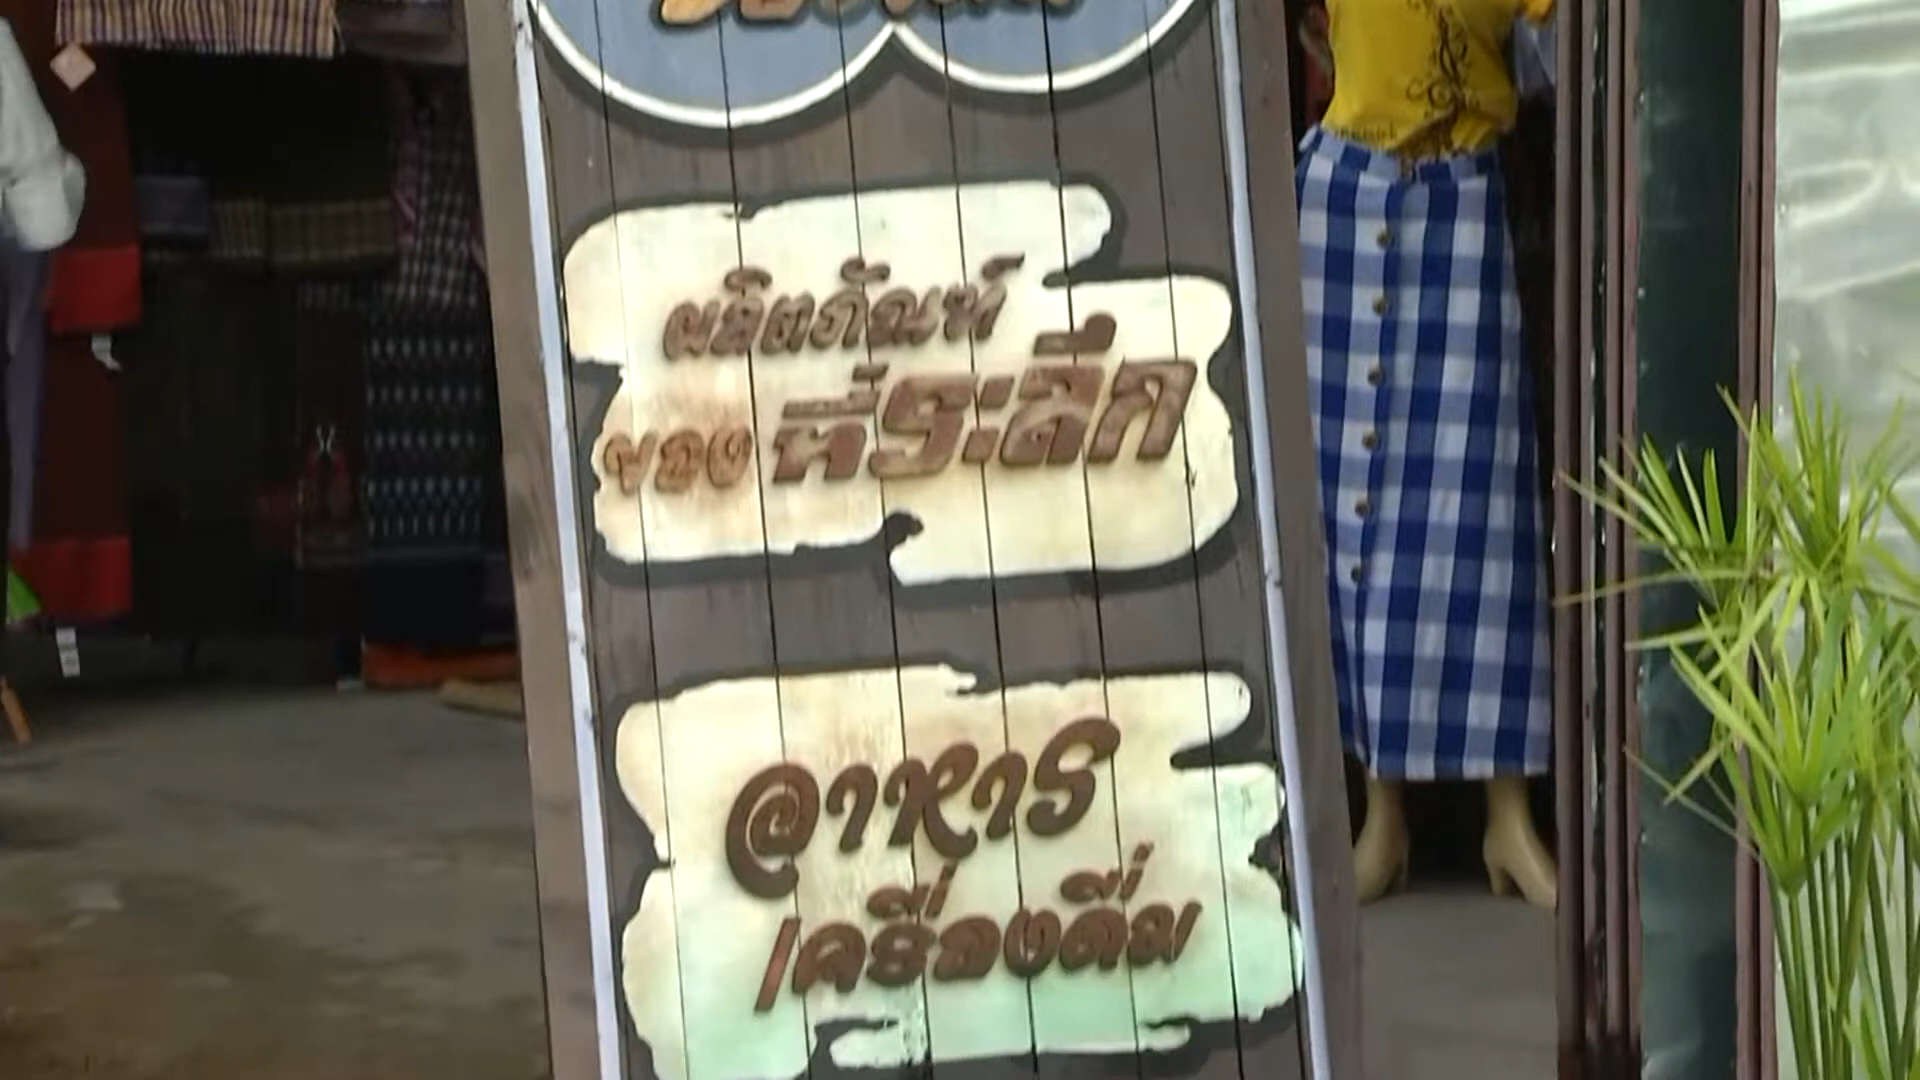 ผลิตภัณฑ์
ของที่ระลึก
อาหาร
/เครื่องดื่ม